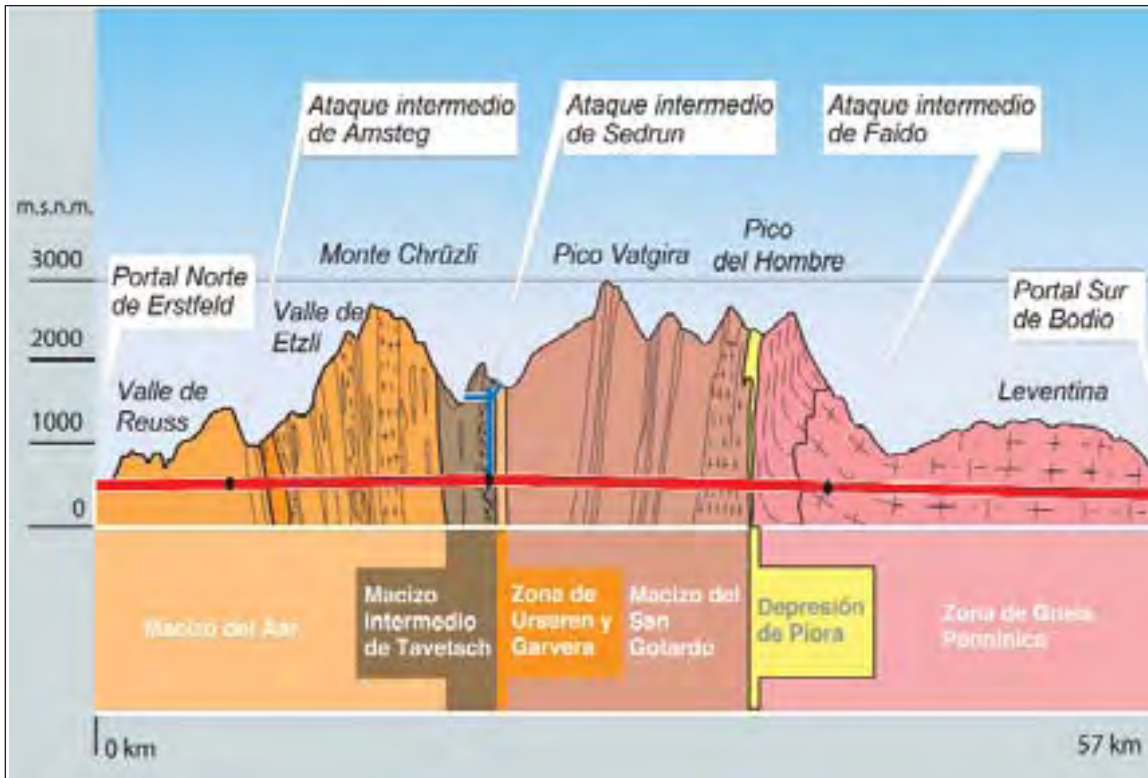 Ataque intermedio
de Amsteg
Ataque intermedio
de Sedrun
Ataque intermedio
de Faido
m.s.n.m.
3000
2000
1000
0
Portal Norte
de Erstfeld
Valle de
Reuss
Valle de
Etzli
Monte Chrüzli
Pico Vatgira
Pico
del Hombre
Portal Sur
de Bodio
Leventina
Macizo del Aar
Macizo
Intermedio
de Tavetsch
Zona de
Urseren y
Garvera
Macizo del
San
Gotardo
Depresión
de Piora
Zona de Gneis
Penninico
0 km
57 km